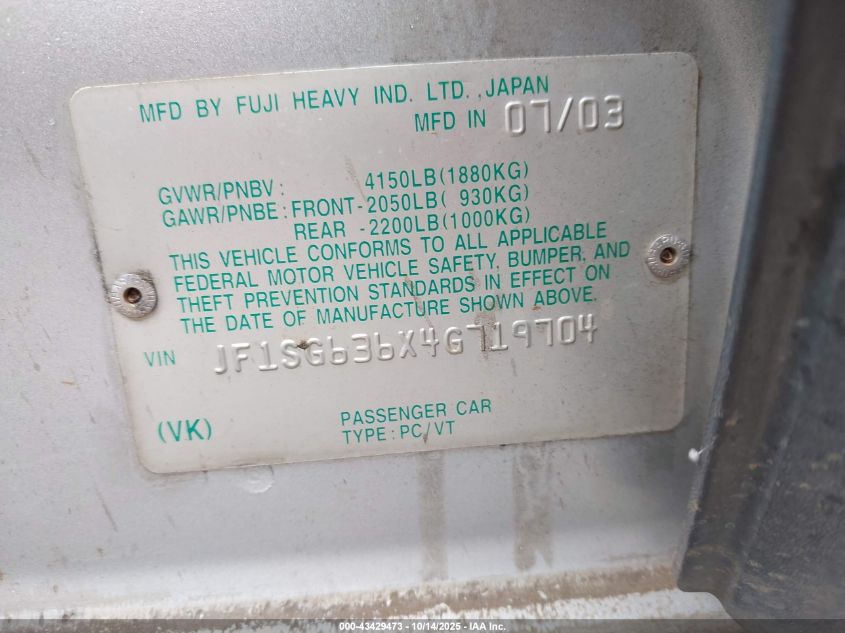 MFD BY FUJI HEAVY IND. LTD. ,JAPAN
MFD IN 07/03
GVWR/PNBV: 4150LB(1880KG)
GAWR/PNBE:FRONT-2050LB( 930KG)
REAR -2200LB(1000KG)
THIS VEHICLE CONFORMS TO ALL APPLICABLE
FEDERAL MOTOR VEHICLE SAFETY, BUMPER, AND
THEFT PREVENTION STANDARDS IN EFFECT ON
THE DATE OF MANUFACTURE SHOWN ABOVE.
VIN JF1SG636X4G719704
(VK) PASSENGER CAR
TYPE:PC/VT
000-43429473 - 10/14/2025 - IAA Inc.